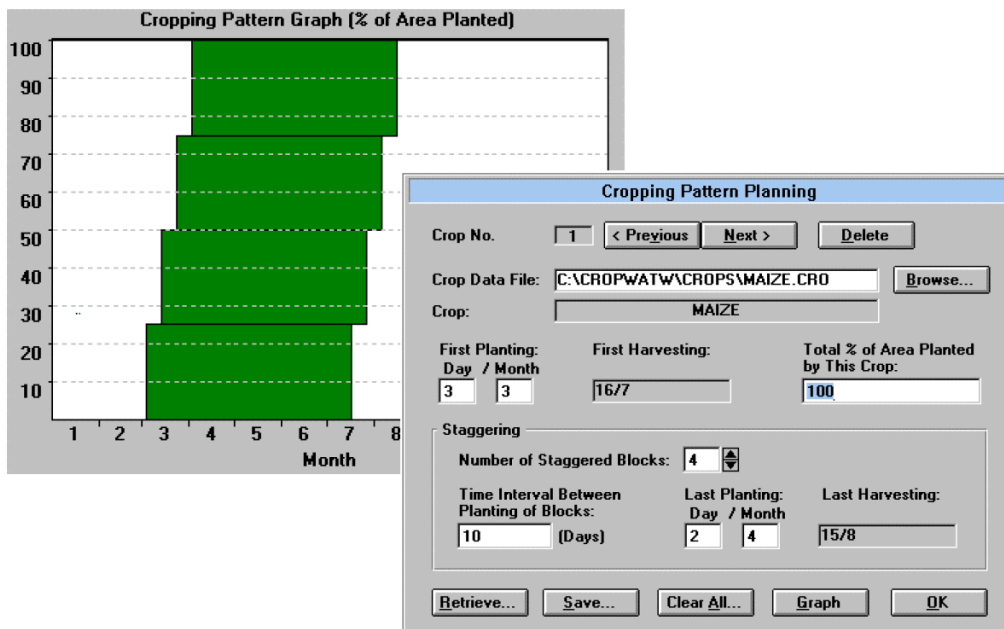 Cropping Pattern Graph (% of Area Planted)
100
90
80
70
60
50
40
30
20
10
1 2 3 4 5 6 7 8
Month
Cropping Pattern Planning
Crop No. 1 < Previous Next > Delete
Crop Data File: C:\CROPWATW\CROPS\MAIZE.CRO Browse...
Crop: MAIZE
First Planting: First Harvesting: Total % of Area Planted
Day / Month by This Crop:
3 3 16/7 100
Staggering
Number of Staggered Blocks: 4
Time Interval Between Last Planting: Last Harvesting:
Planting of Blocks: Day / Month
10 (Days) 2 4 15/8
Retrieve... Save... Clear All... Graph OK